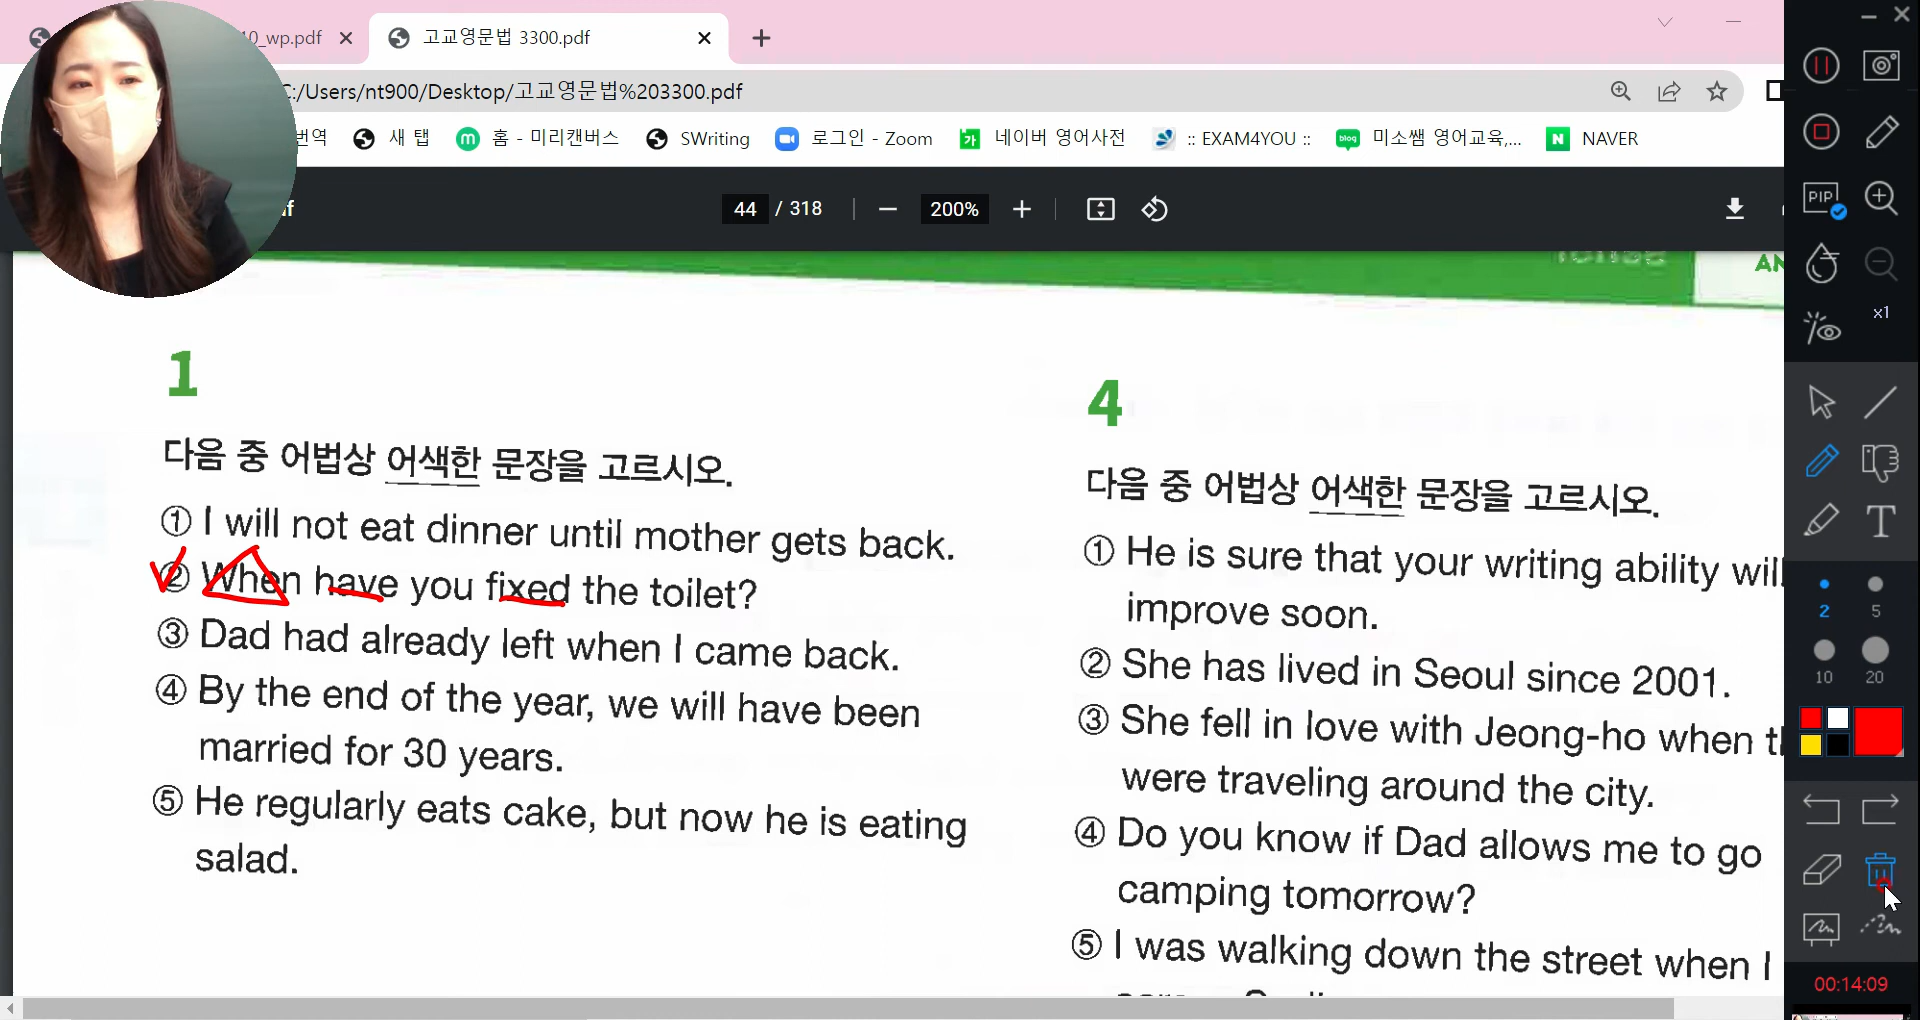 10_wp.pdf
고교영문법 3300.pdf
C:/Users/nt900/Desktop/고교영문법%203300.pdf
번역
새 탭
홈 - 미리캔버스
SWriting
로그인 - Zoom
네이버 영어사전
:: EXAM4YOU ::
미소쌤 영어교육,...
NAVER
44 / 318
200%
1
다음 중 어법상 어색한 문장을 고르시오.
① I will not eat dinner until mother gets back.
② When have you fixed the toilet?
③ Dad had already left when I came back.
④ By the end of the year, we will have been
married for 30 years.
⑤ He regularly eats cake, but now he is eating
salad.
4
다음 중 어법상 어색한 문장을 고르시오.
① He is sure that your writing ability wil
improve soon.
② She has lived in Seoul since 2001.
③ She fell in love with Jeong-ho when t
were traveling around the city.
④ Do you know if Dad allows me to go
camping tomorrow?
⑤ I was walking down the street when I
PIP
x1
T
2
5
10
20
00:14:09